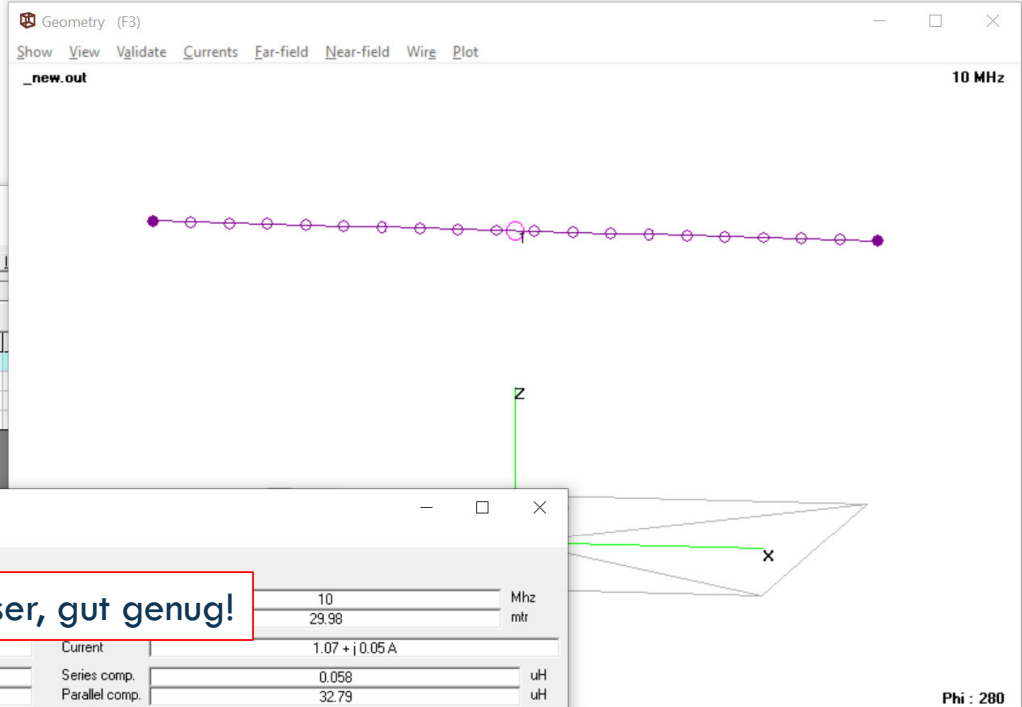 Geometry (F3)
Show View Validate Currents Far-field Near-field Wire Plot
_new.out 10 MHz
1
Z
X
10 Mhz
29.98 mtr
gut genug!
Current 1.07 + j 0.05 A
Series comp. 0.058 uH
Parallel comp. 32.79 uH
Phi : 280